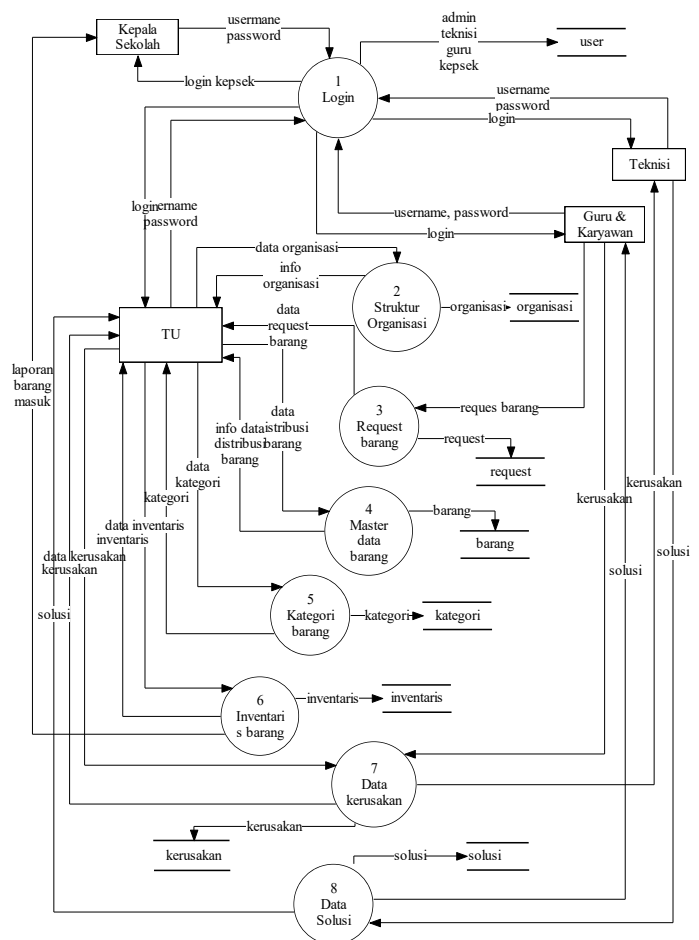 Kepala
Sekolah
usermane
password
admin
teknisi
guru
kepsek
user
1
Login
login kepsek
username
password
login
Teknisi
login
password
username, password
login
Guru &
Karyawan
data organisasi
info
organisasi
2
Struktur
Organisasi
organisasi
organisasi
TU
data
request
barang
laporan
barang
masuk
3
Request
barang
reques barang
request
request
data
distribusi
barang
info data
distribusi
barang
data
kategori
kategori
4
Master
data
barang
barang
barang
kerusakan
kerusakan
data inventaris
inventaris
data kerusakan
kerusakan
solusi
solusi
solusi
5
Kategori
barang
kategori
kategori
6
Inventari
s barang
inventaris
inventaris
7
Data
kerusakan
kerusakan
kerusakan
8
Data
Solusi
solusi
solusi